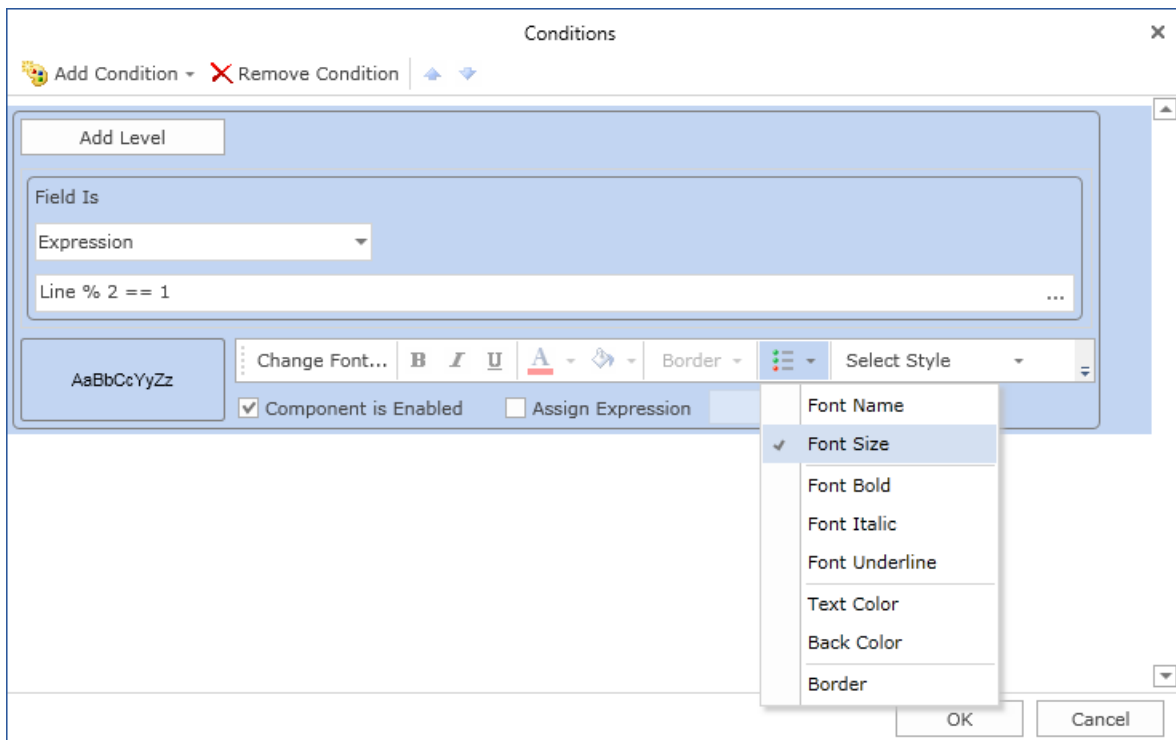 Conditions
Add Condition Remove Condition
Add Level
Field Is
Expression
Line % 2 == 1
...
AaBbCcYyZz
Change Font... B I U A Border Select Style
Component is Enabled Assign Expression
Font Name
Font Size
Font Bold
Font Italic
Font Underline
Text Color
Back Color
Border
OK Cancel